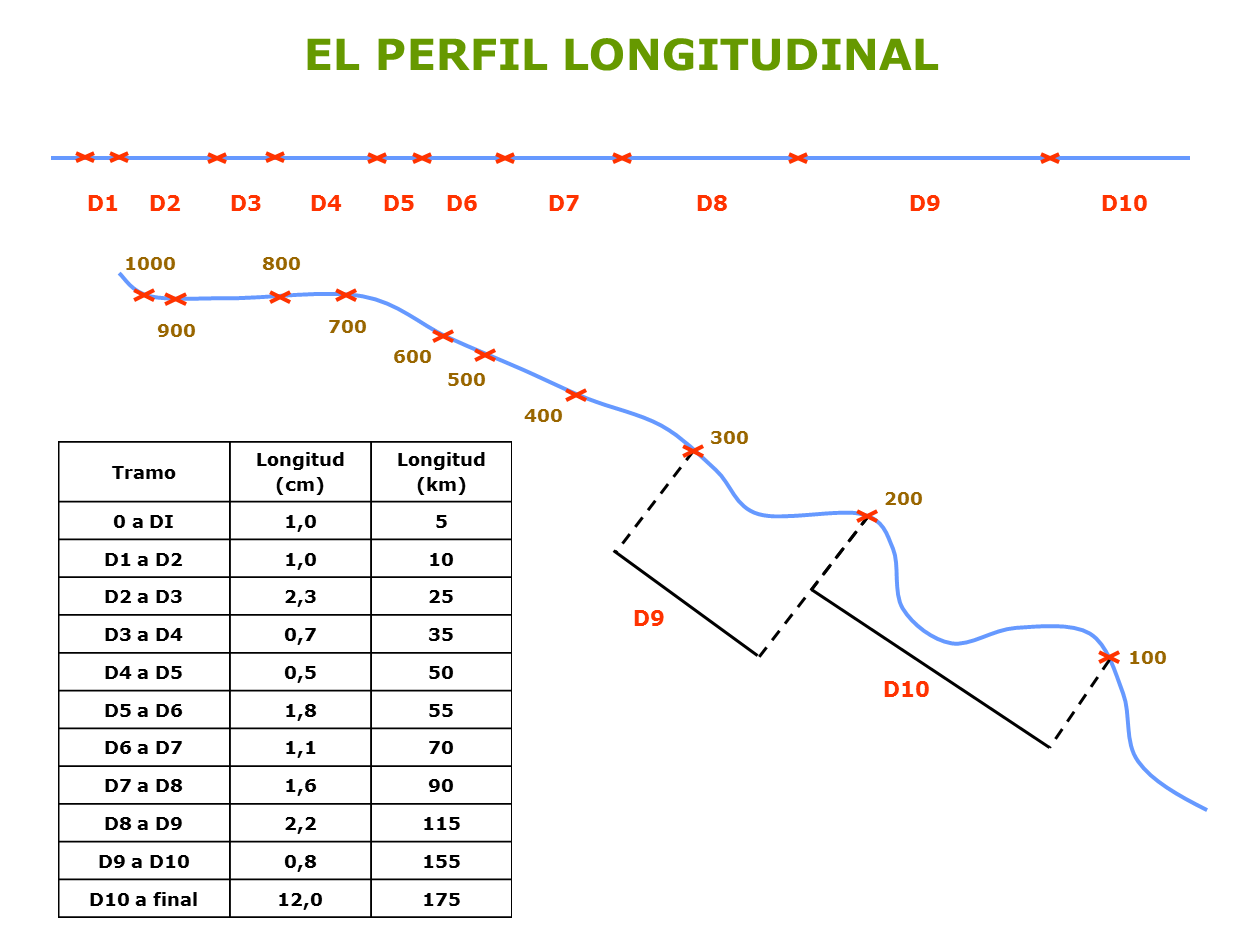 EL PERFIL LONGITUDINAL
D1 D2 D3 D4 D5 D6 D7 D8 D9 D10
1000
800
900
700
600
500
400
300
200
D9
D10
100
Tramo Longitud (cm) Longitud (km)
0 a DI 1,0 5
D1 a D2 1,0 10
D2 a D3 2,3 25
D3 a D4 0,7 35
D4 a D5 0,5 50
D5 a D6 1,8 55
D6 a D7 1,1 70
D7 a D8 1,6 90
D8 a D9 2,2 115
D9 a D10 0,8 155
D10 a final 12,0 175